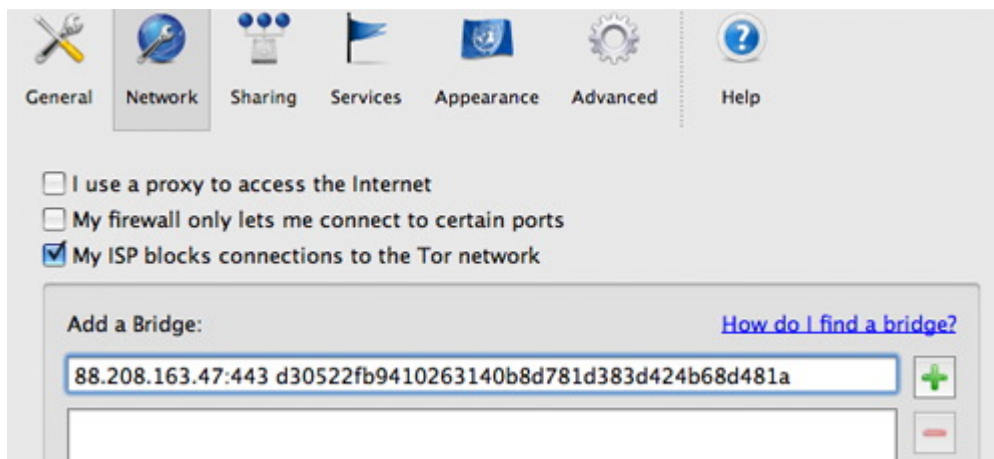 General Network Sharing Services Appearance Advanced Help
I use a proxy to access the Internet
My firewall only lets me connect to certain ports
My ISP blocks connections to the Tor network
Add a Bridge: How do I find a bridge?
88.208.163.47:443 d30522fb9410263140b8d781d383d424b68d481a